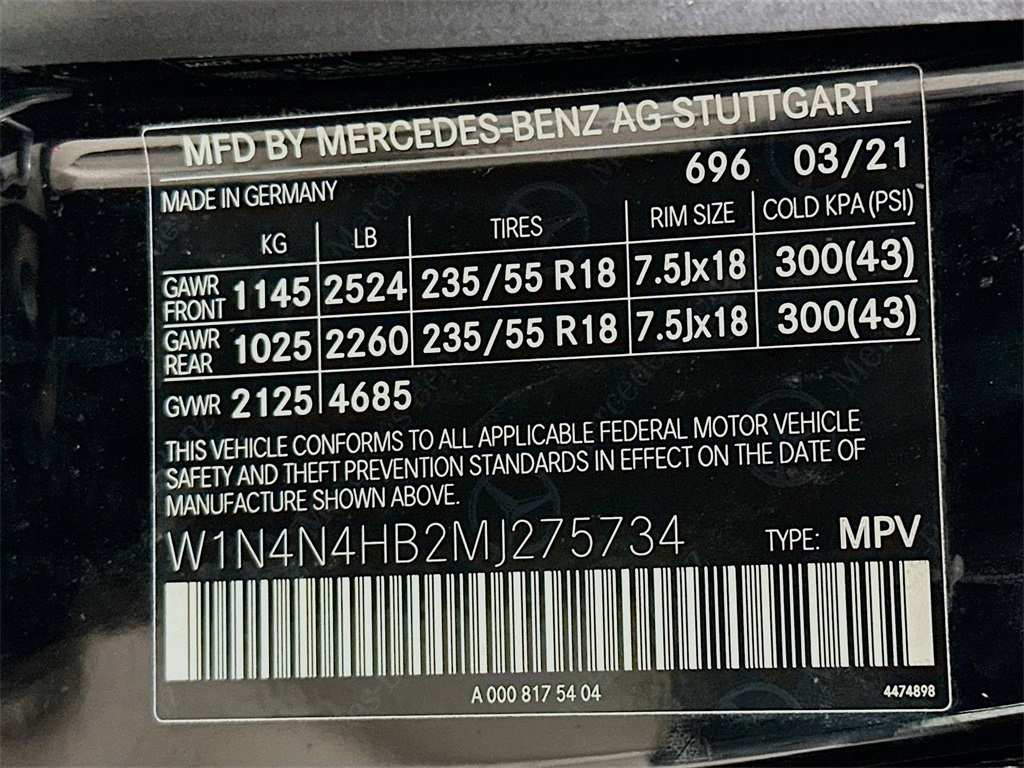 MFD BY MERCEDES-BENZ AG STUTTGART
696 03/21
MADE IN GERMANY
KG LB TIRES RIM SIZE COLD KPA (PSI)
GAWR FRONT 1145 2524 235/55 R18 7.5Jx18 300(43)
GAWR REAR 1025 2260 235/55 R18 7.5Jx18 300(43)
GVWR 2125 4685
THIS VEHICLE CONFORMS TO ALL APPLICABLE FEDERAL MOTOR VEHICLE
SAFETY AND THEFT PREVENTION STANDARDS IN EFFECT ON THE DATE OF
MANUFACTURE SHOWN ABOVE.
W1N4N4HB2MJ275734 TYPE: MPV
A 000 817 54 04 4474898